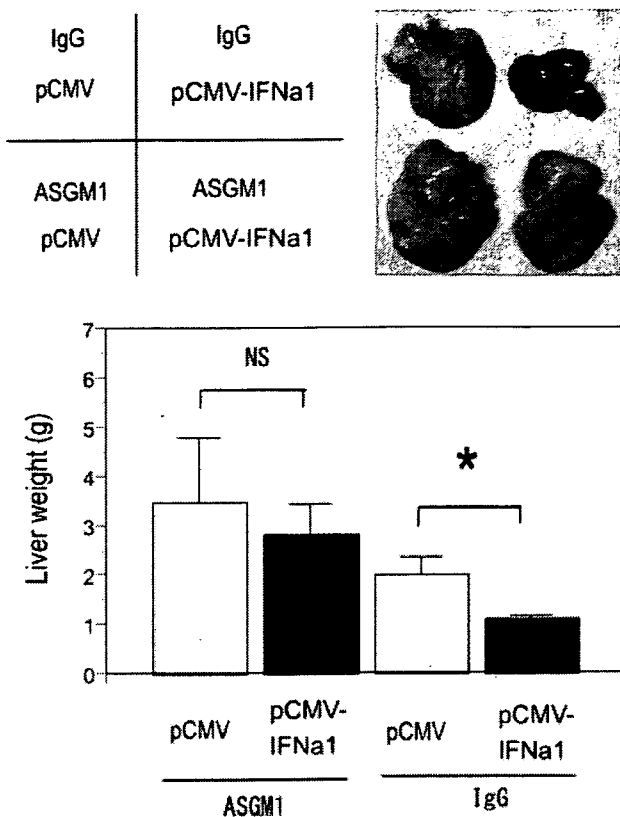 IgG IgG
pCMV pCMV-IFNa1
ASGM1 ASGM1
pCMV pCMV-IFNa1
7
6
5
4
3
2
1
0
Liver weight (g)
NS
*
pCMV pCMV-
IFNa1 pCMV pCMV-
IFNa1
ASGM1 IgG